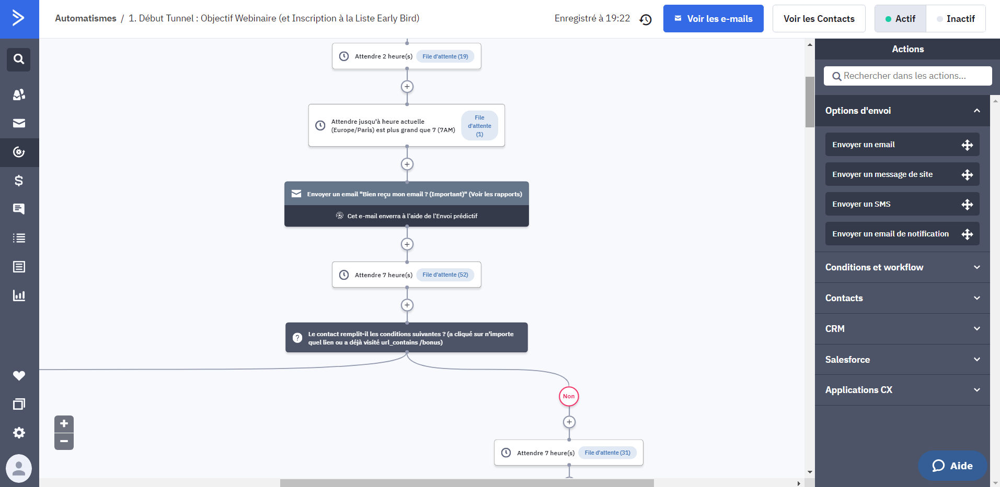 Automatismes / 1. Début Tunnel : Objectif Webinaire (et Inscription à la Liste Early Bird)
Enregistré à 19:22
Voir les e-mails
Voir les Contacts
Actif
Inactif
Attendre 2 heure(s) File d'attente (19)
Attendre jusqu'à heure actuelle
(Europe/Paris) est plus grand que 7 (7AM)
File
d'attente
(1)
Envoyer un email "Bien reçu mon email ? (Important)" (Voir les rapports)
Cet e-mail enverra à l'aide de l'Envoi prédictif
Attendre 7 heure(s) File d'attente (52)
Le contact remplit-il les conditions suivantes ? (a cliqué sur n'importe
quel lien ou a déjà visité url_contains /bonus)
Non
Attendre 7 heure(s) File d'attente (31)
Actions
Rechercher dans les actions...
Options d'envoi
Envoyer un email
Envoyer un message de site
Envoyer un SMS
Envoyer un email de notification
Conditions et workflow
Contacts
CRM
Salesforce
Applications CX
Aide